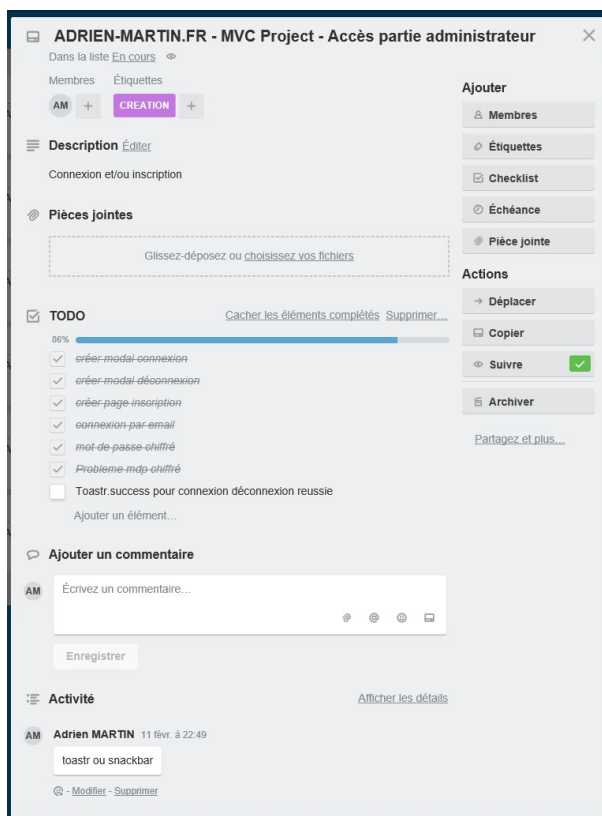 ADRIEN-MARTIN.FR - MVC Project - Accès partie administrateur
Dans la liste En cours
Membres Étiquettes
AM + CREATION +
Description Éditer
Connexion et/ou inscription
Pièces jointes
Glissez-déposez ou choisissez vos fichiers
TODO Cacher les éléments complétés Supprimer...
86%
créer modal connexion
créer modal déconnexion
créer page inscription
connexion par email
mot de passe chiffré
Probleme mdp chiffré
Toastr.success pour connexion déconnexion reussie
Ajouter un élément...
Ajouter un commentaire
AM Écrivez un commentaire...
Enregistrer
Activité Afficher les détails
AM Adrien MARTIN 11 févr. à 22:49
toastr ou snackbar
- Modifier - Supprimer
Ajouter
Membres
Étiquettes
Checklist
Échéance
Pièce jointe
Actions
Déplacer
Copier
Suivre
Archiver
Partagez et plus...